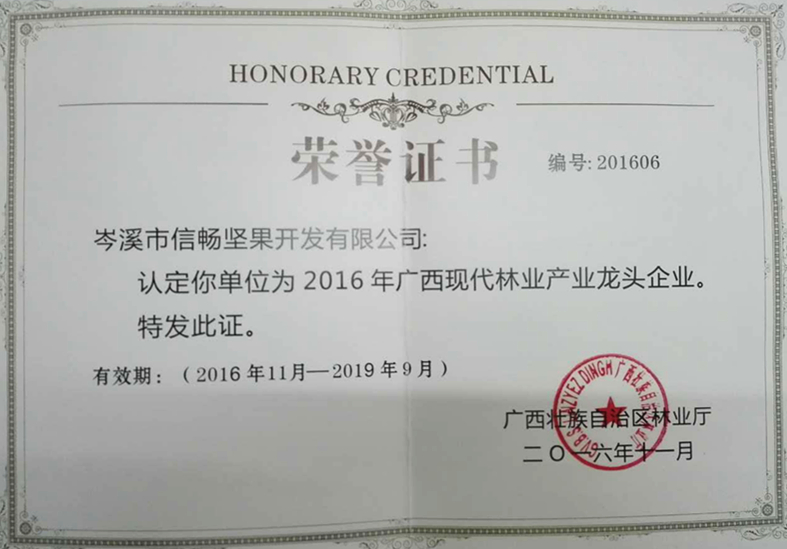 HONORARY CREDENTIAL
荣誉证书
编号: 201606
岑溪市信畅坚果开发有限公司:
认定你单位为 2016 年广西现代林业产业龙头企业。
特发此证。
有效期：（2016 年 11月—2019 年 9 月）
广西壮族自治区林业厅
二〇一六年十一月